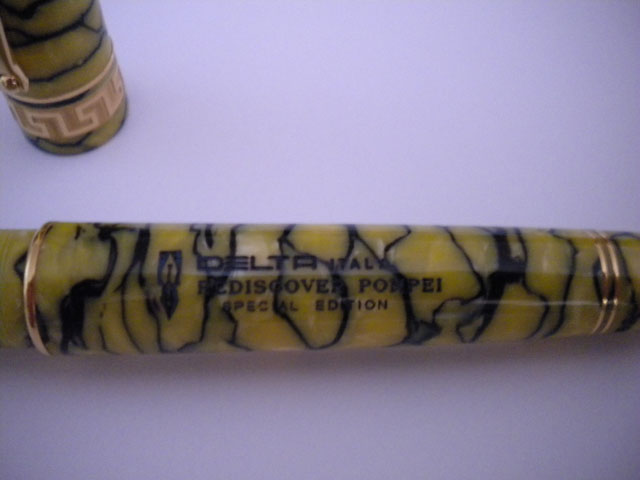 DELTA ITALY
REDISCOVER POMPEI
SPECIAL EDITION